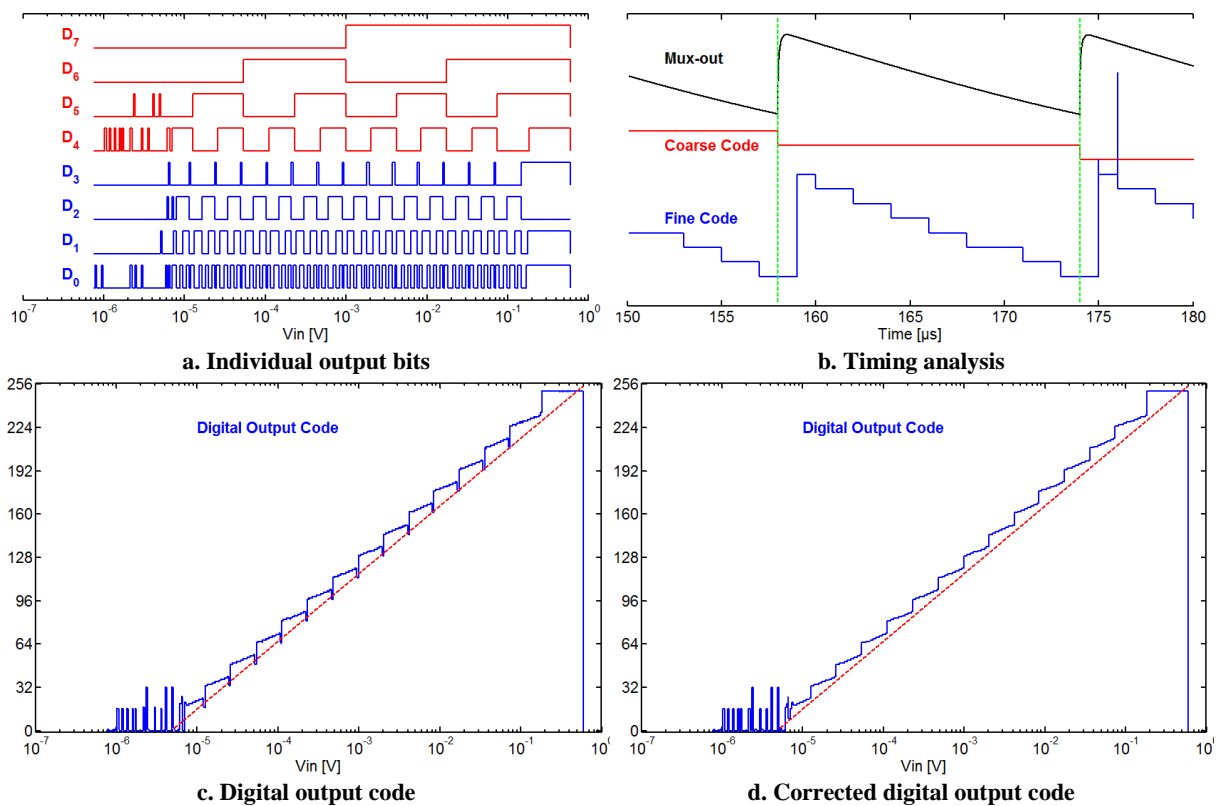 D7
D6
D5
D4
D3
D2
D1
D0
10^-7 10^-6 10^-5 10^-4 10^-3 10^-2 10^-1 10^0
Vin [V]
a. Individual output bits
Mux-out
Coarse Code
Fine Code
150 155 160 165 170 175 180
Time [µs]
b. Timing analysis
256
224
192
160
128
96
64
32
0
Digital Output Code
10^-7 10^-6 10^-5 10^-4 10^-3 10^-2 10^-1 10^0
Vin [V]
c. Digital output code
256
224
192
160
128
96
64
32
0
Digital Output Code
10^-7 10^-6 10^-5 10^-4 10^-3 10^-2 10^-1 10^0
Vin [V]
d. Corrected digital output code